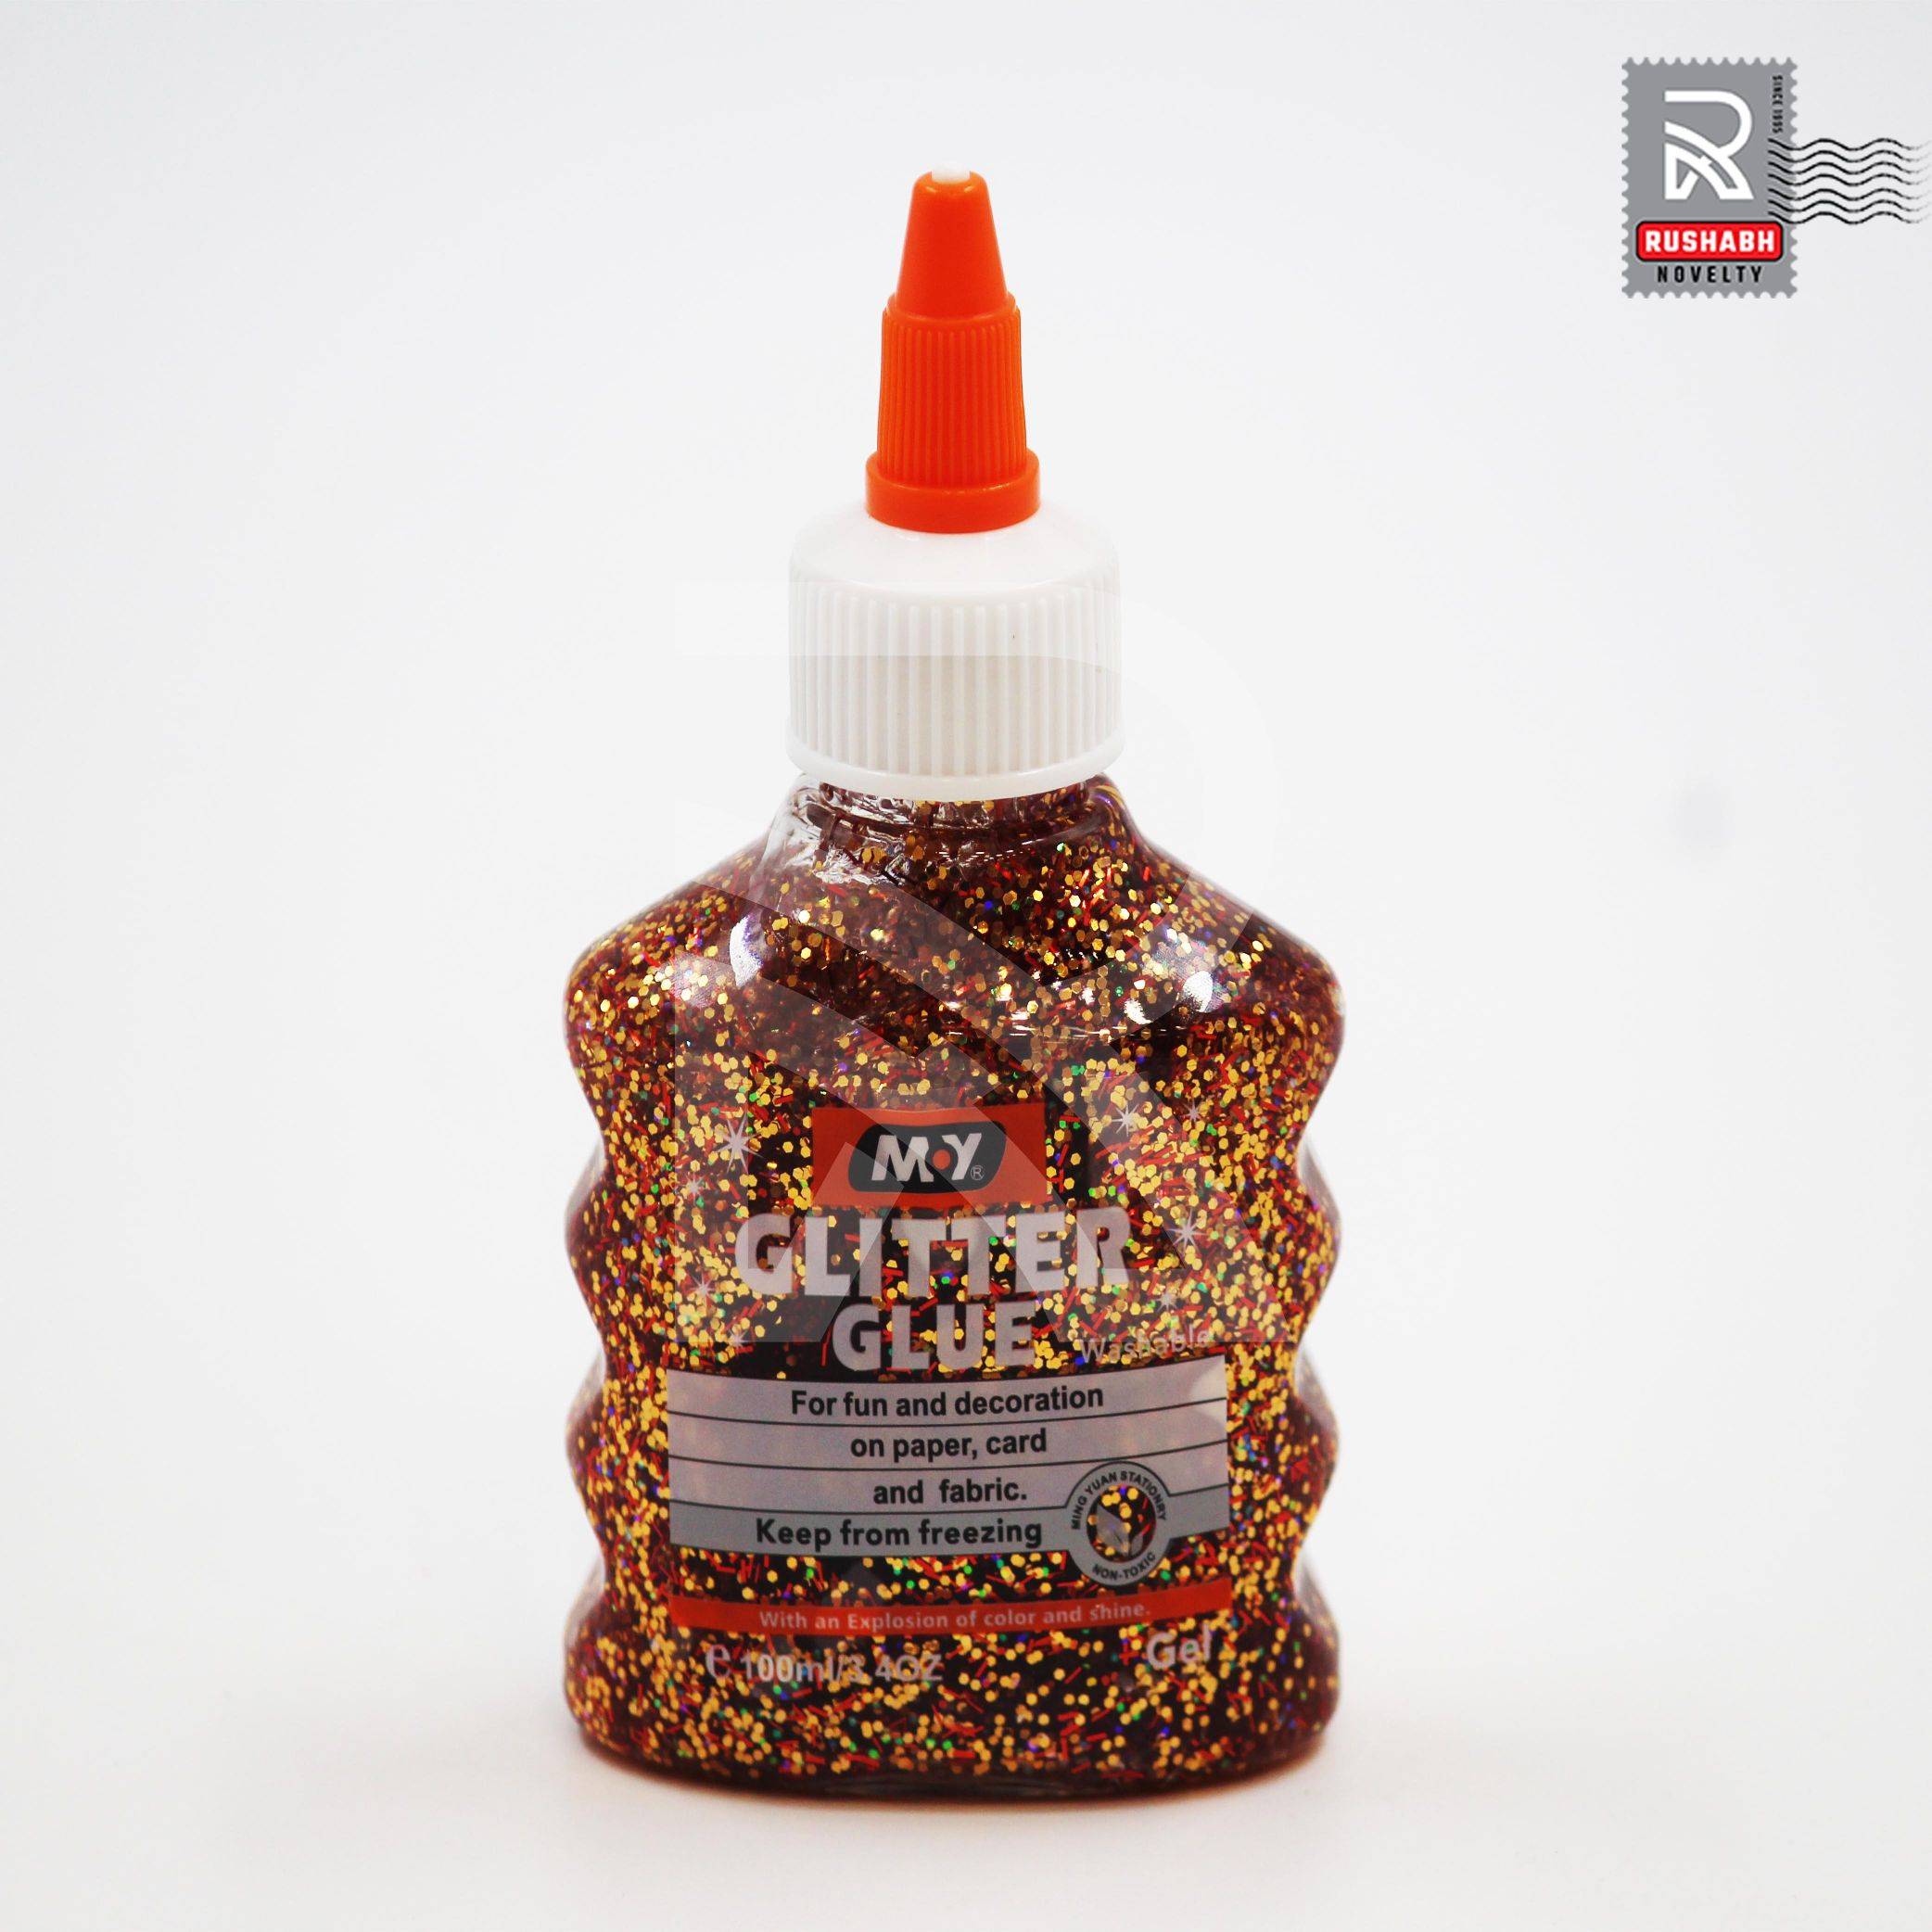 SINCE 1995
RUSHABH
NOVELTY
M•Y®
GLITTER
GLUE
Washable
For fun and decoration
on paper, card
and fabric.
Keep from freezing
MING YUAN STATIONRY
NON-TOXIC
With an Explosion of color and shine.
e 100ml/3.4OZ
Gel